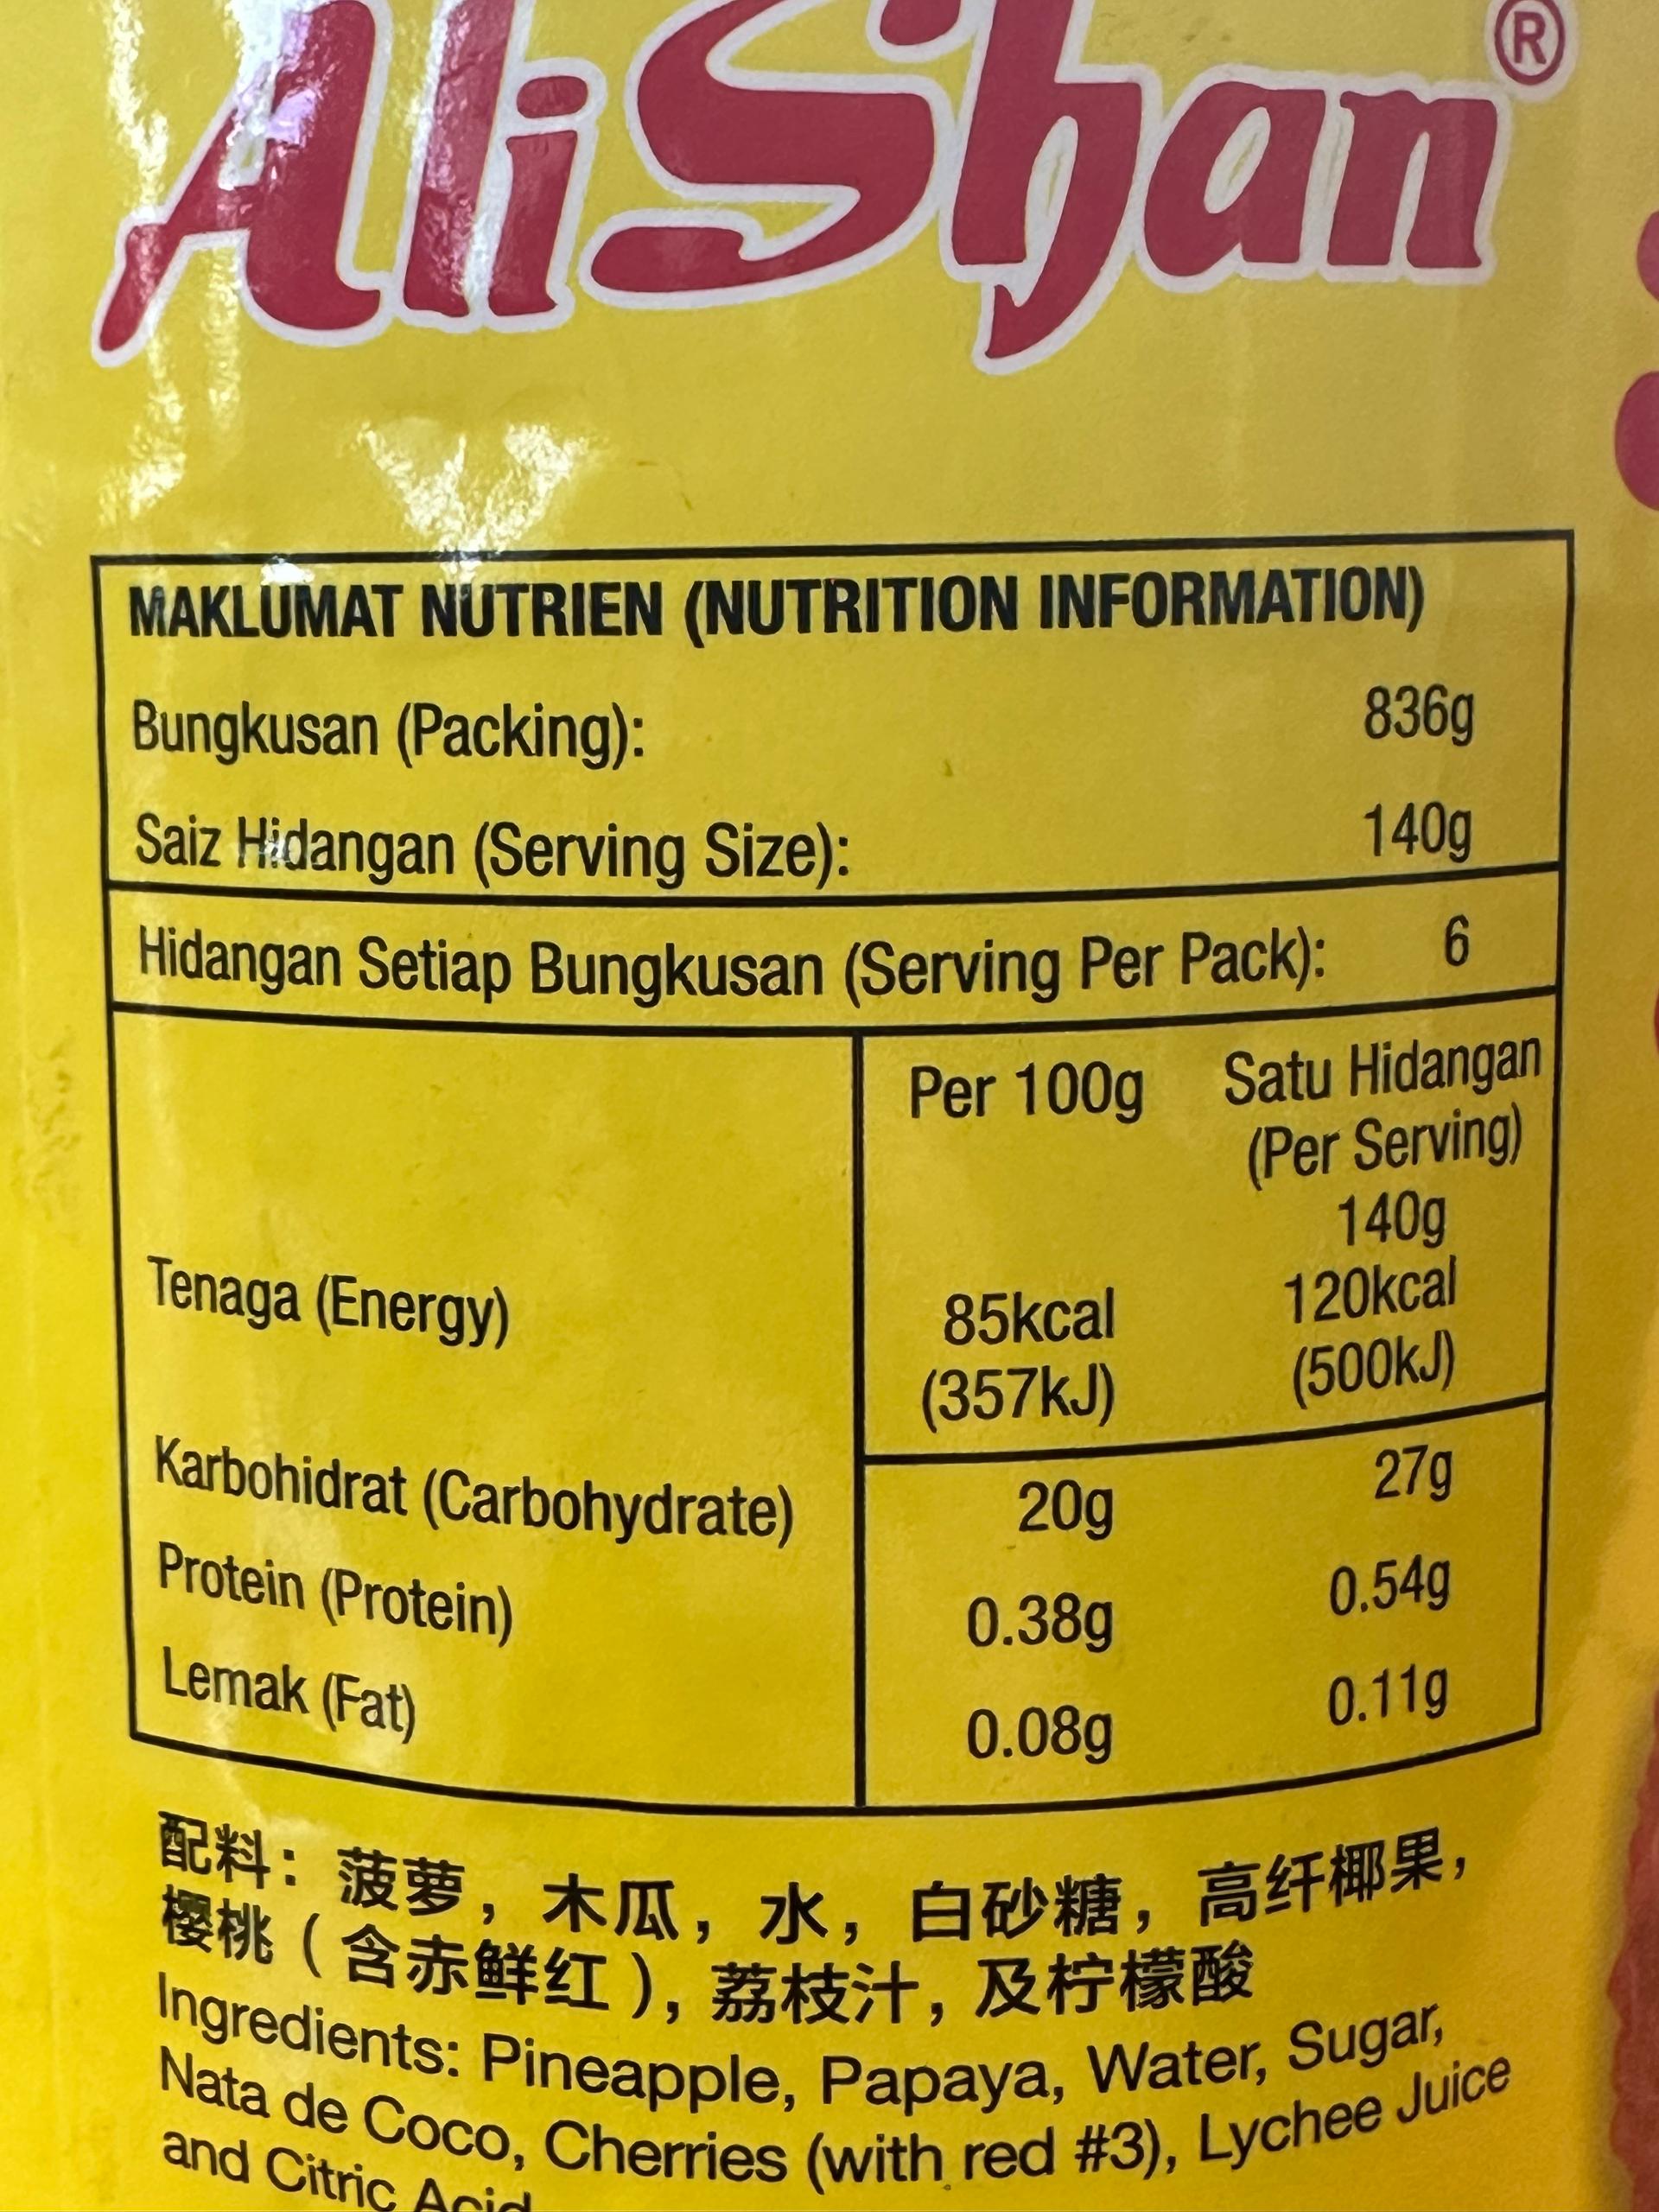 AliShan®
MAKLUMAT NUTRIEN (NUTRITION INFORMATION)
Bungkusan (Packing): 836g
Saiz Hidangan (Serving Size): 140g
Hidangan Setiap Bungkusan (Serving Per Pack): 6
Per 100g Satu Hidangan
(Per Serving)
140g
Tenaga (Energy) 85kcal 120kcal
(357kJ) (500kJ)
Karbohidrat (Carbohydrate) 20g 27g
Protein (Protein) 0.38g 0.54g
Lemak (Fat) 0.08g 0.11g
配料：菠萝，木瓜，水，白砂糖，高纤椰果，
樱桃（含赤鲜红），荔枝汁，及柠檬酸
Ingredients: Pineapple, Papaya, Water, Sugar,
Nata de Coco, Cherries (with red #3), Lychee Juice
and Citric Acid